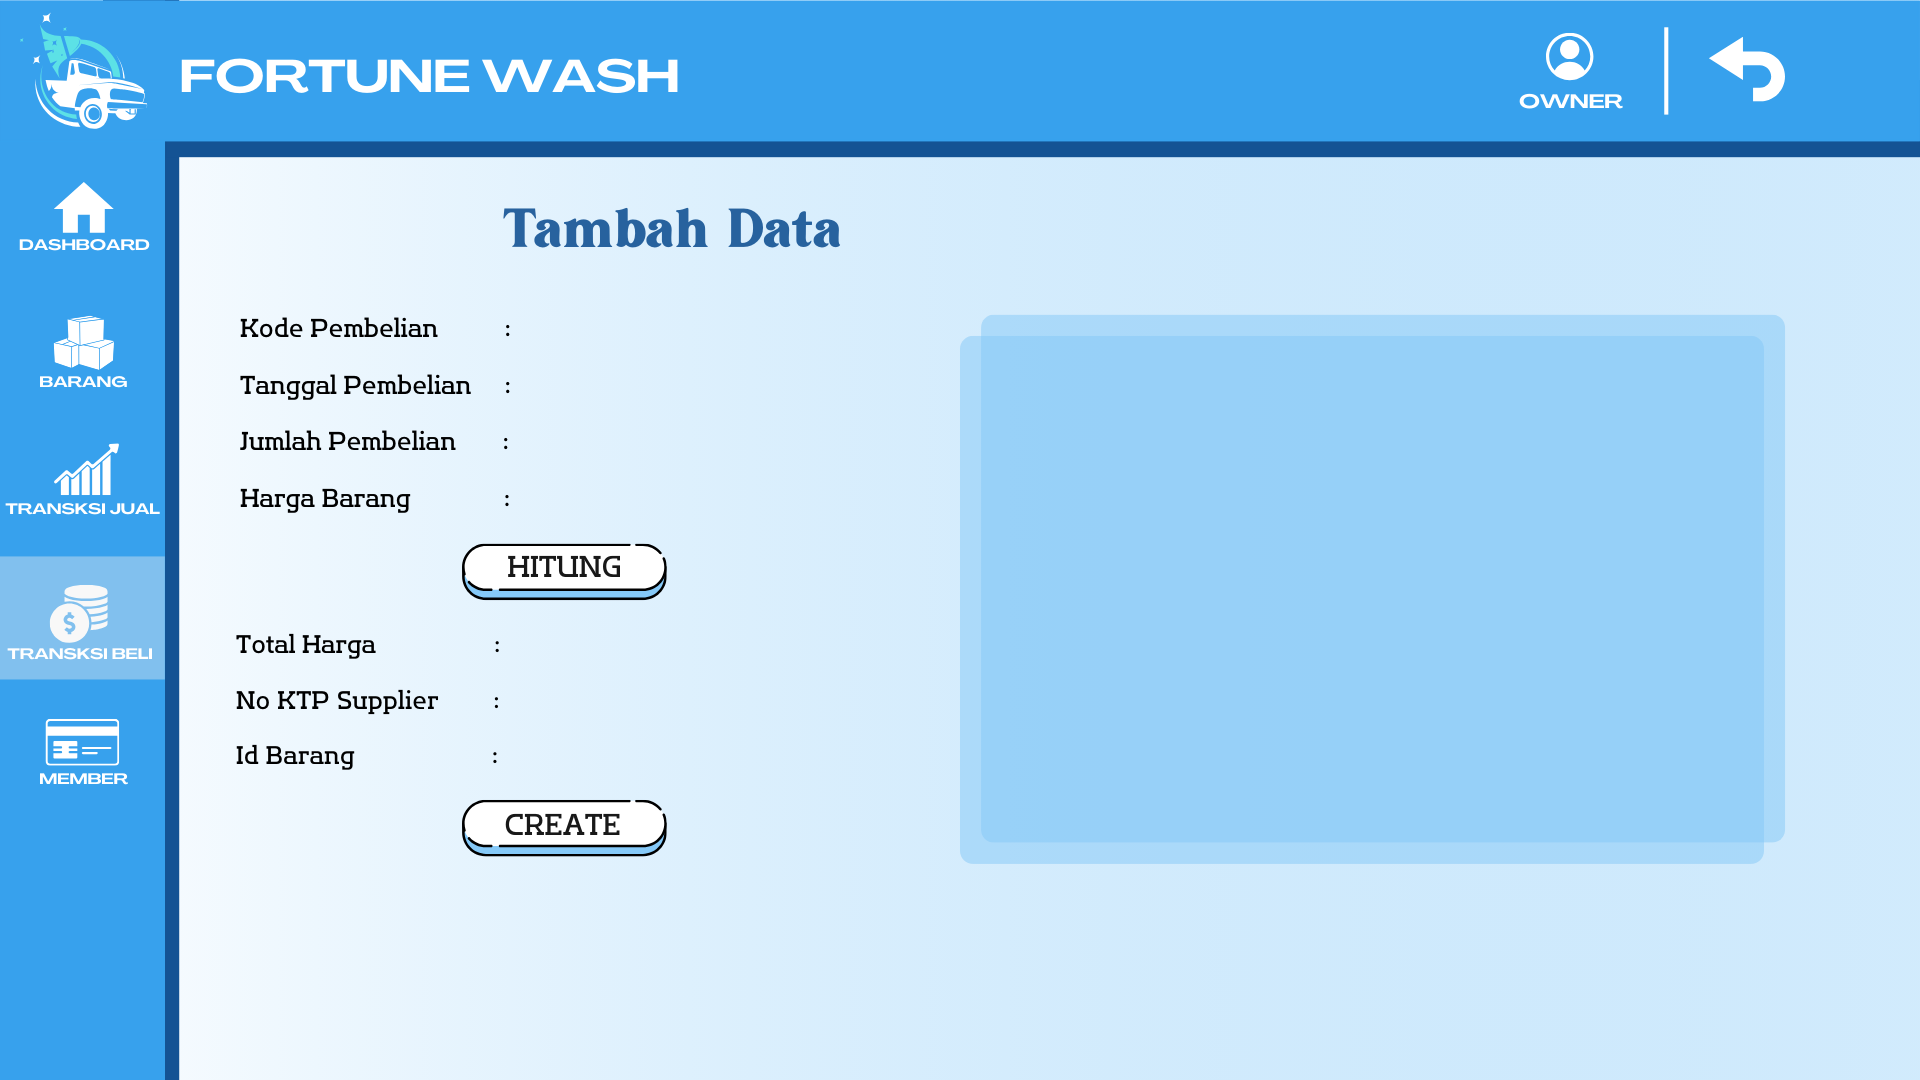 FORTUNE WASH
OWNER
DASHBOARD
BARANG
TRANSKSI JUAL
TRANSKSI BELI
MEMBER
Tambah Data
Kode Pembelian :
Tanggal Pembelian :
Jumlah Pembelian :
Harga Barang :
HITUNG
Total Harga :
No KTP Supplier :
Id Barang :
CREATE
$